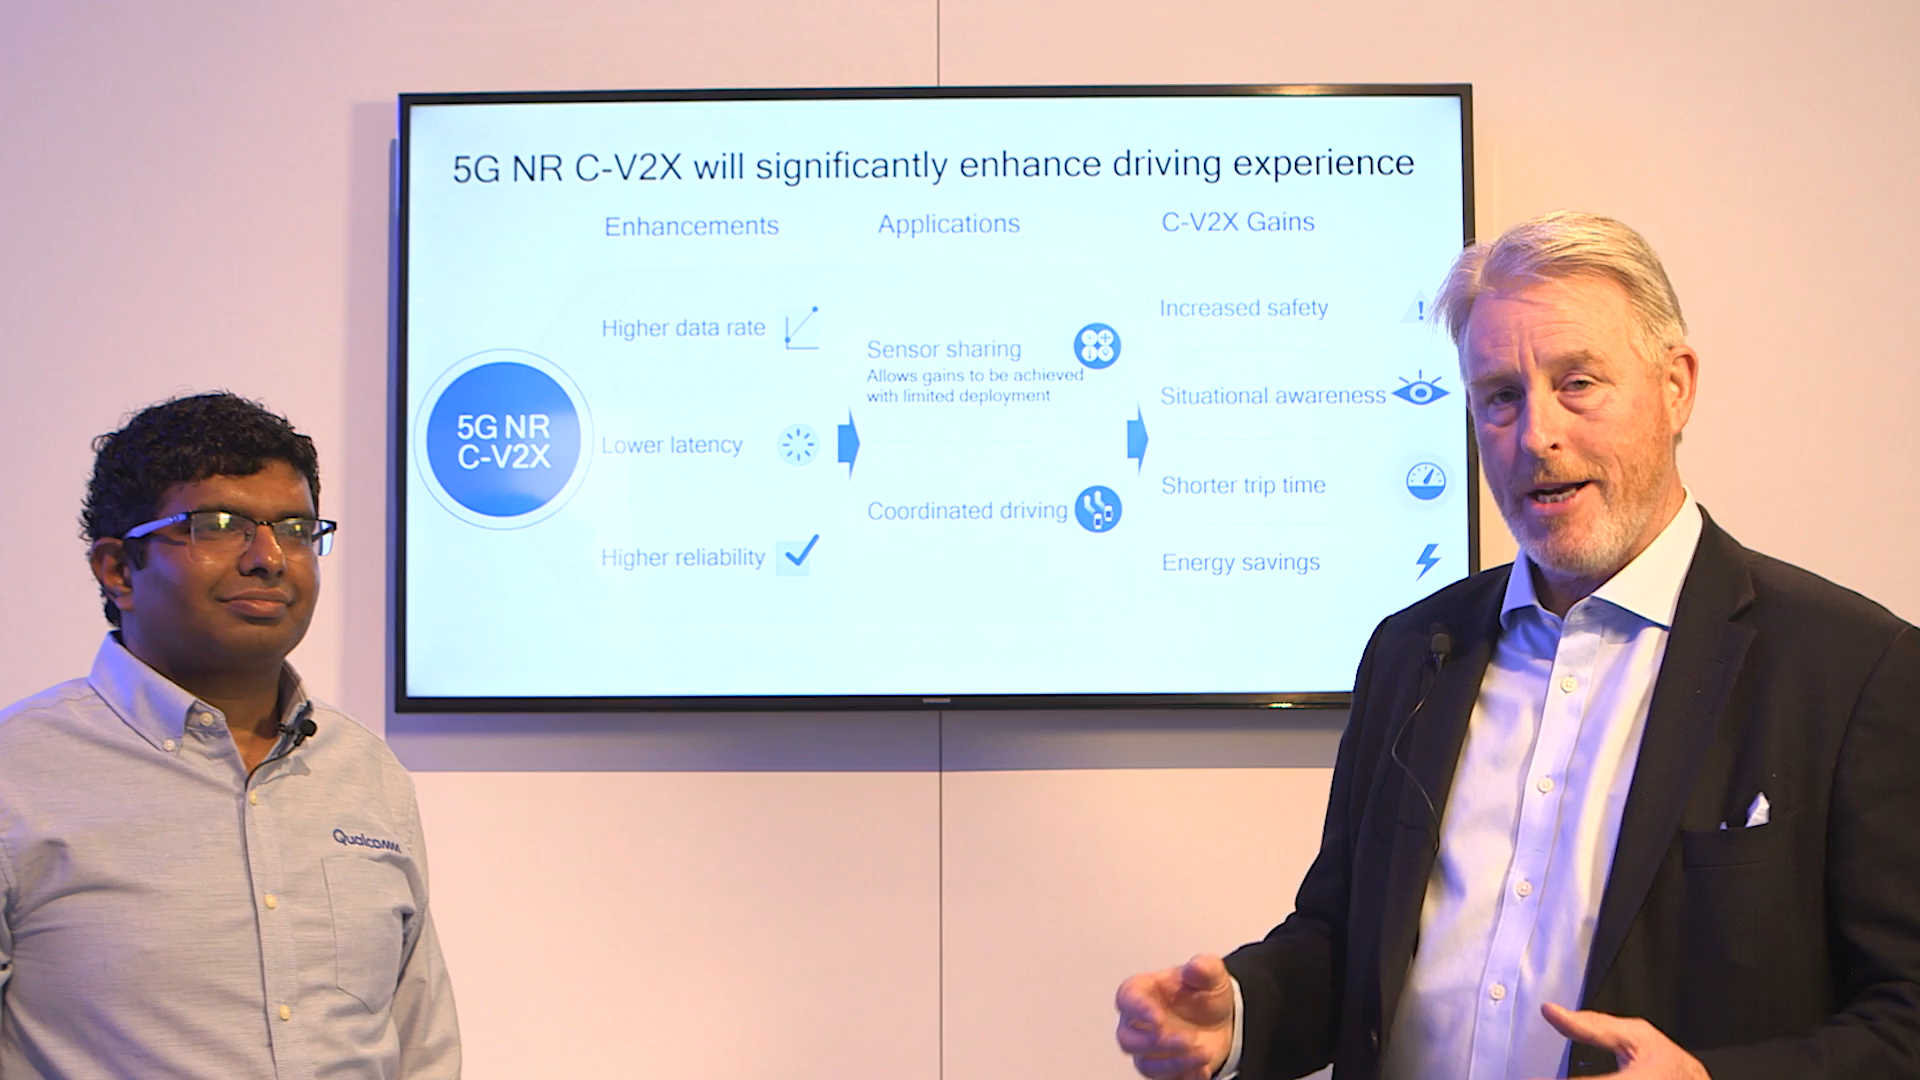 5G NR C-V2X will significantly enhance driving experience
Enhancements
Applications
C-V2X Gains
5G NR
C-V2X
Higher data rate
Lower latency
Higher reliability
Sensor sharing
Allows gains to be achieved
with limited deployment
Coordinated driving
Increased safety
Situational awareness
Shorter trip time
Energy savings
SAMSUNG
Qualcomm